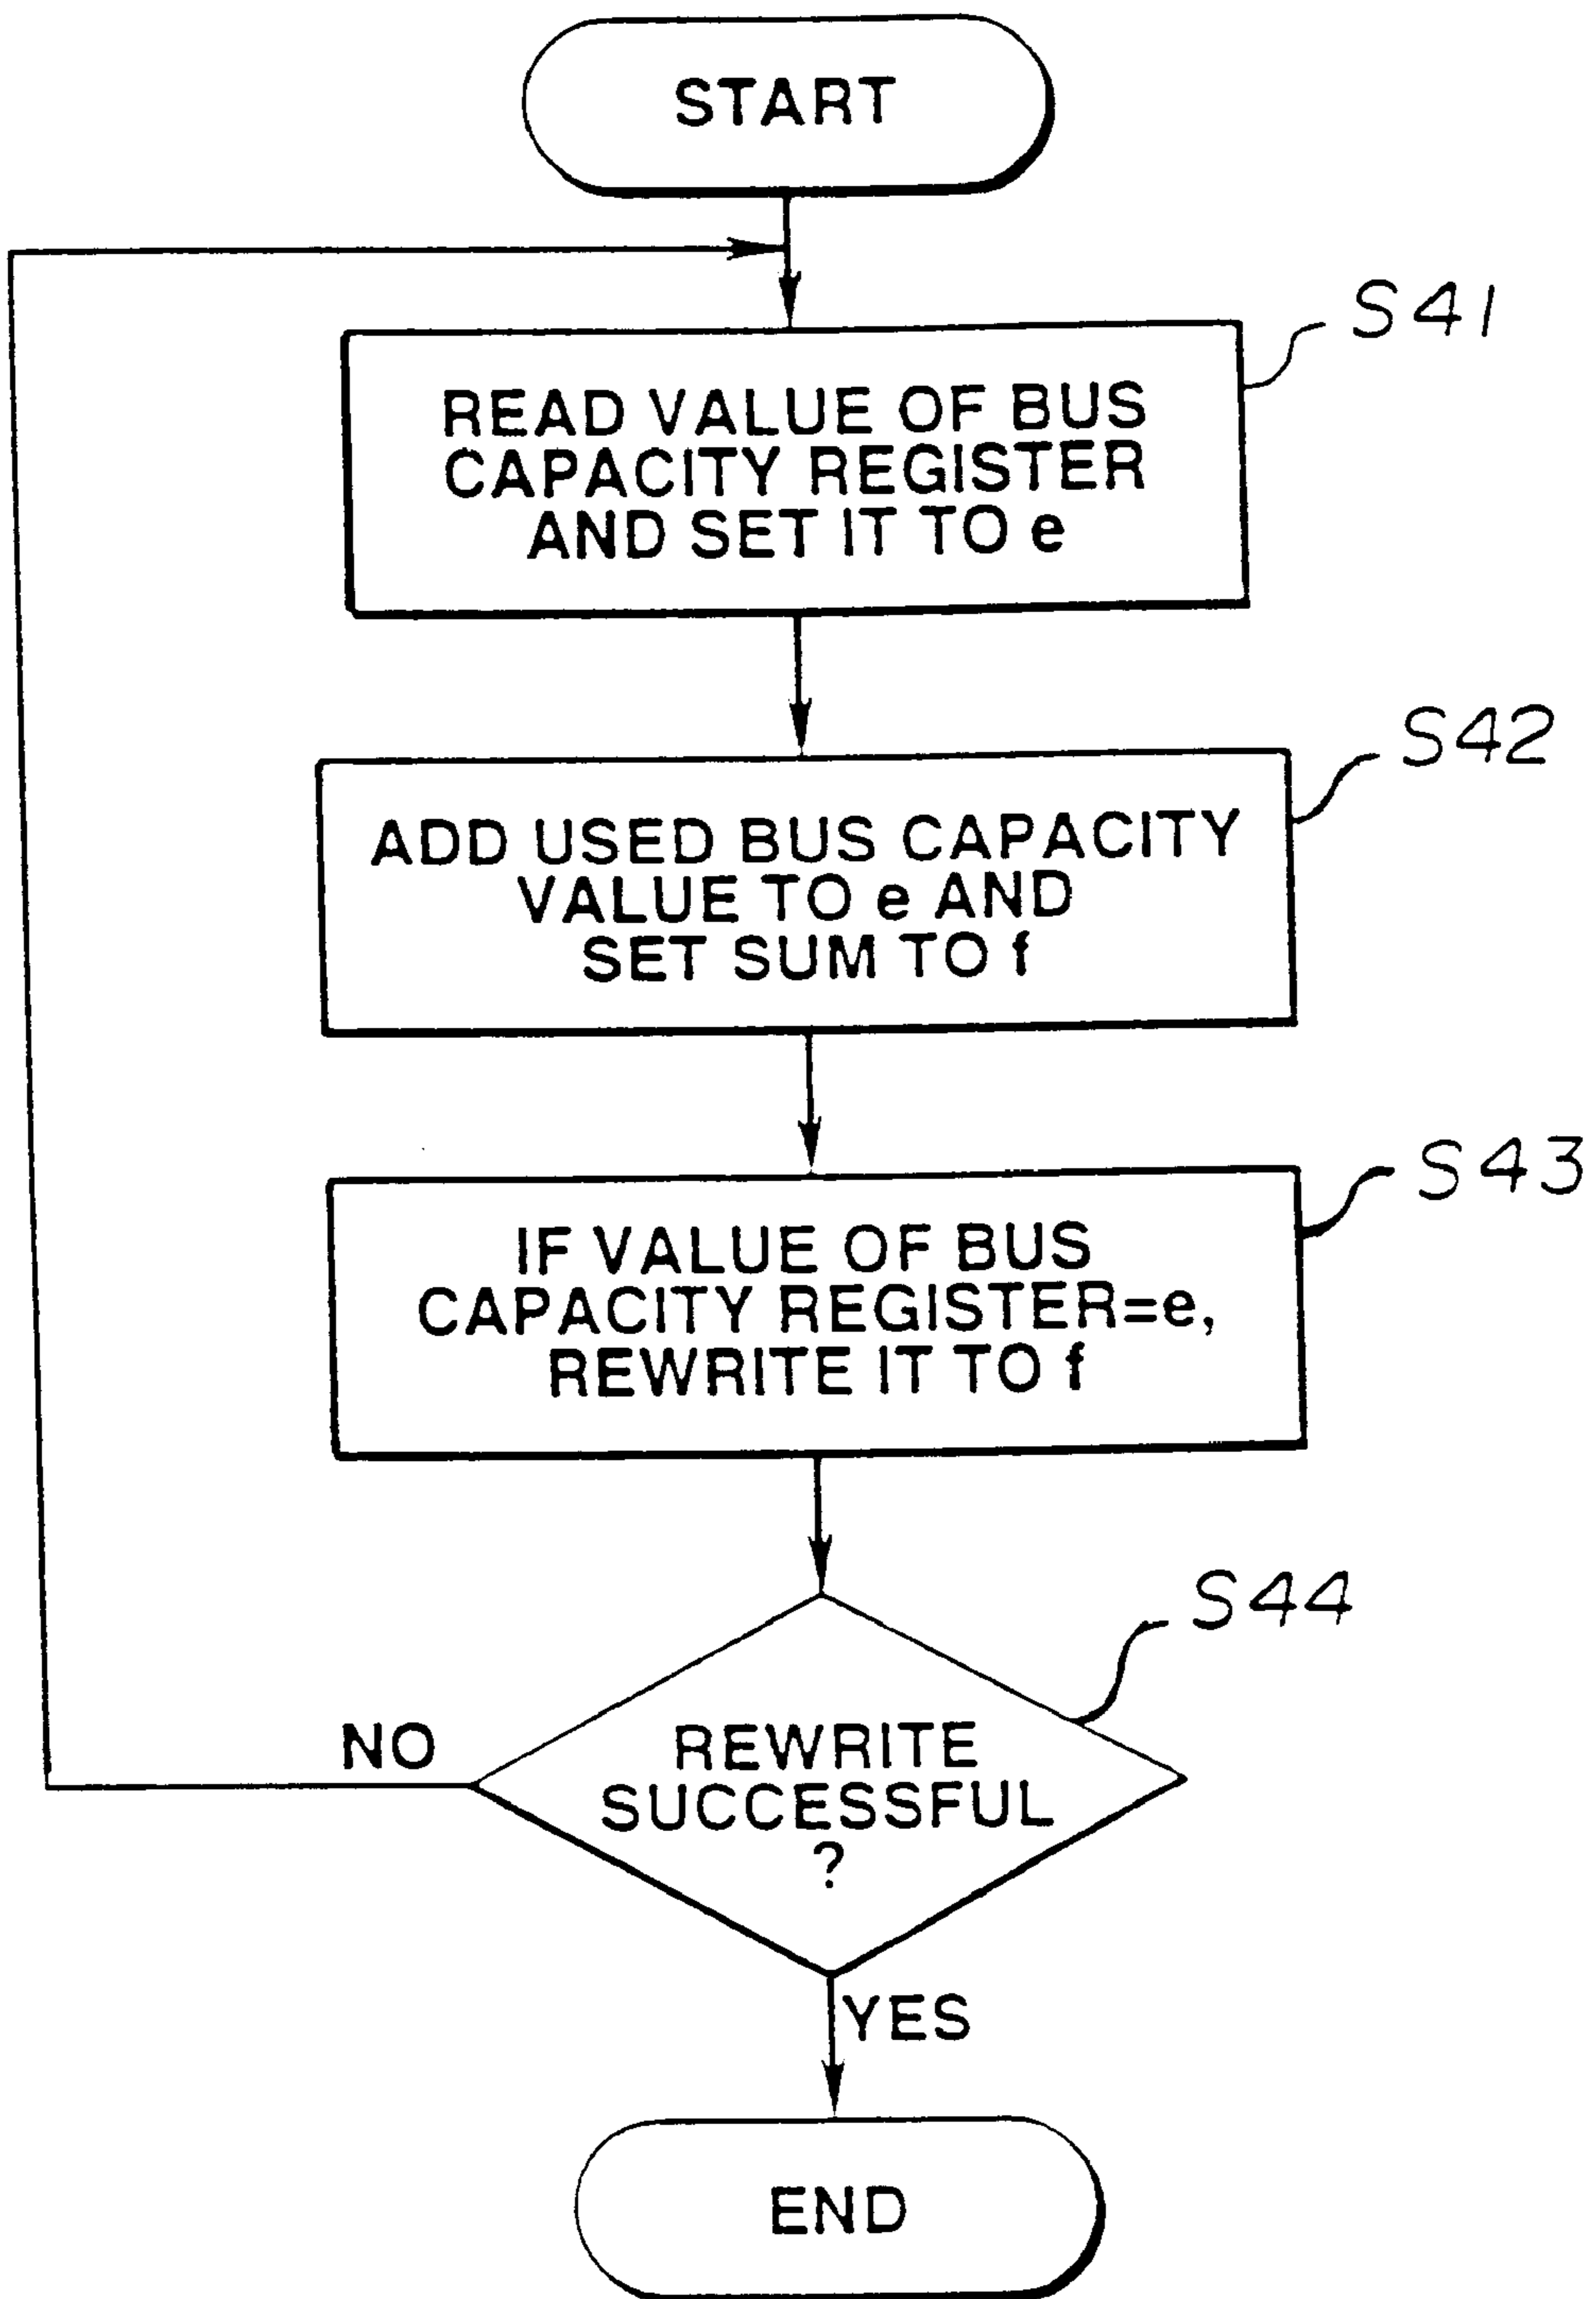 START
S41
READ VALUE OF BUS
CAPACITY REGISTER
AND SET IT TO e
S42
ADD USED BUS CAPACITY
VALUE TO e AND
SET SUM TO f
S43
IF VALUE OF BUS
CAPACITY REGISTER=e,
REWRITE IT TO f
S44
NO
REWRITE
SUCCESSFUL
?
YES
END